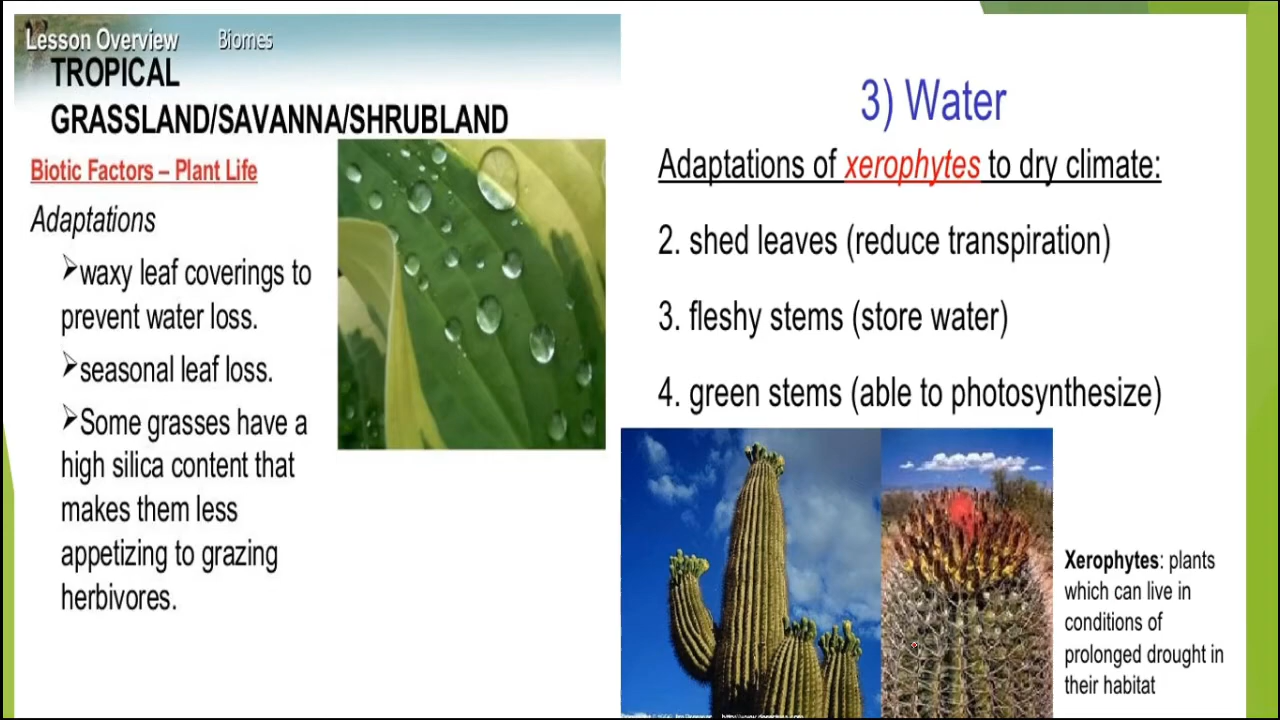 Lesson Overview Biomes
TROPICAL
GRASSLAND/SAVANNA/SHRUBLAND
Biotic Factors – Plant Life
Adaptations
➢waxy leaf coverings to
prevent water loss.
➢seasonal leaf loss.
➢Some grasses have a
high silica content that
makes them less
appetizing to grazing
herbivores.
3) Water
Adaptations of xerophytes to dry climate:
2. shed leaves (reduce transpiration)
3. fleshy stems (store water)
4. green stems (able to photosynthesize)
Xerophytes: plants
which can live in
conditions of
prolonged drought in
their habitat